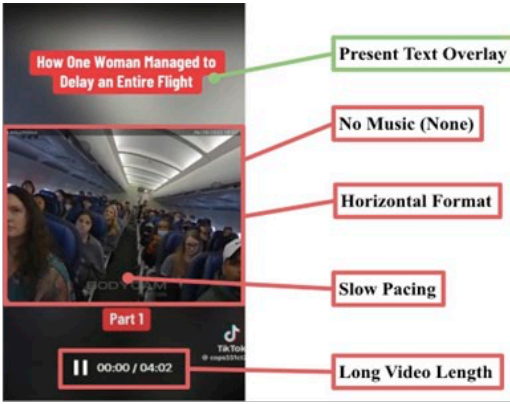 How One Woman Managed to
Delay an Entire Flight
Present Text Overlay
No Music (None)
Horizontal Format
Slow Pacing
BODYCAM
Part 1
TikTok
00:00 / 04:02
Long Video Length